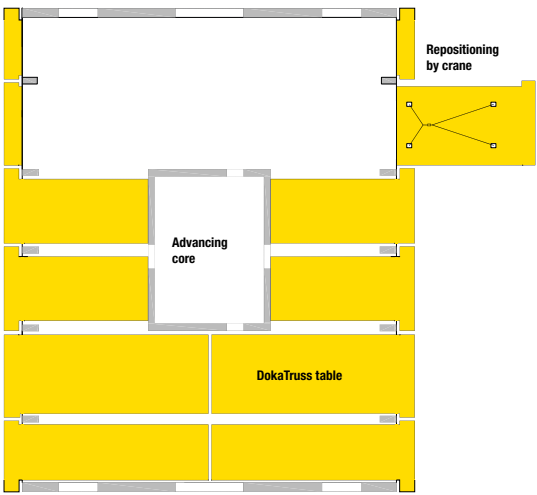 Repositioning
by crane
Advancing
core
DokaTruss table